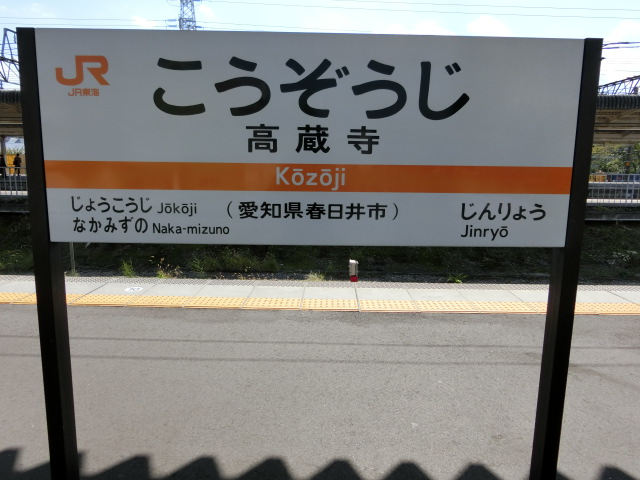 JR
JR東海
こうぞうじ
高蔵寺
Kōzōji
じょうこうじ Jōkōji
なかみずの Naka-mizuno
（愛知県春日井市）
じんりょう
Jinryō